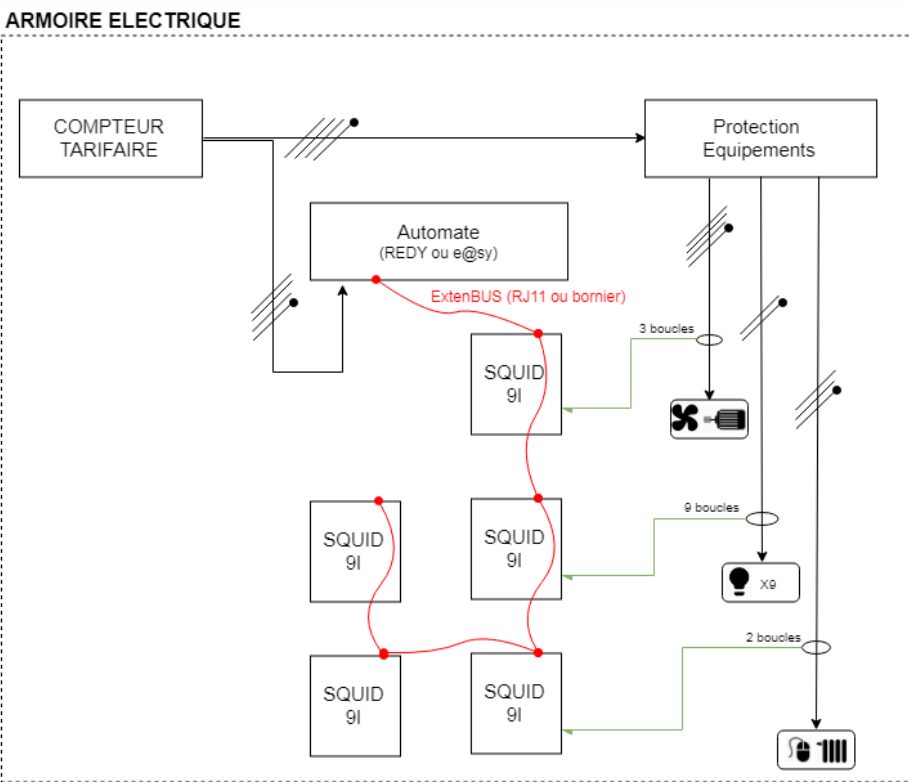 ARMOIRE ELECTRIQUE
COMPTEUR
TARIFAIRE
Protection
Equipements
Automate
(REDY ou e@sy)
ExtenBUS (RJ11 ou bornier)
3 boucles
SQUID
9I
9 boucles
SQUID
9I
SQUID
9I
X9
2 boucles
SQUID
9I
SQUID
9I